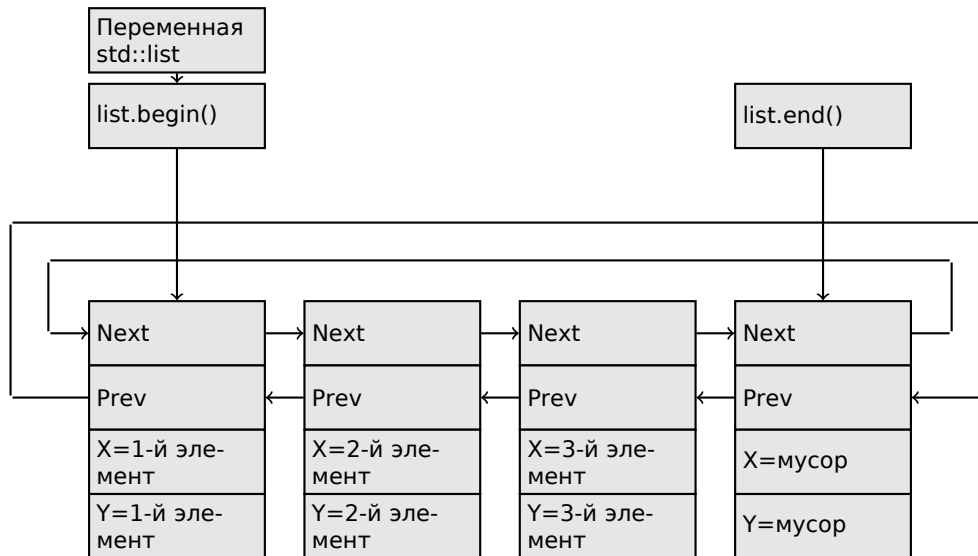 Переменная
std::list
list.begin()
list.end()
Next
Next
Next
Next
Prev
Prev
Prev
Prev
X=1-й эле-
мент
X=2-й эле-
мент
X=3-й эле-
мент
X=мусор
Y=1-й эле-
мент
Y=2-й эле-
мент
Y=3-й эле-
мент
Y=мусор